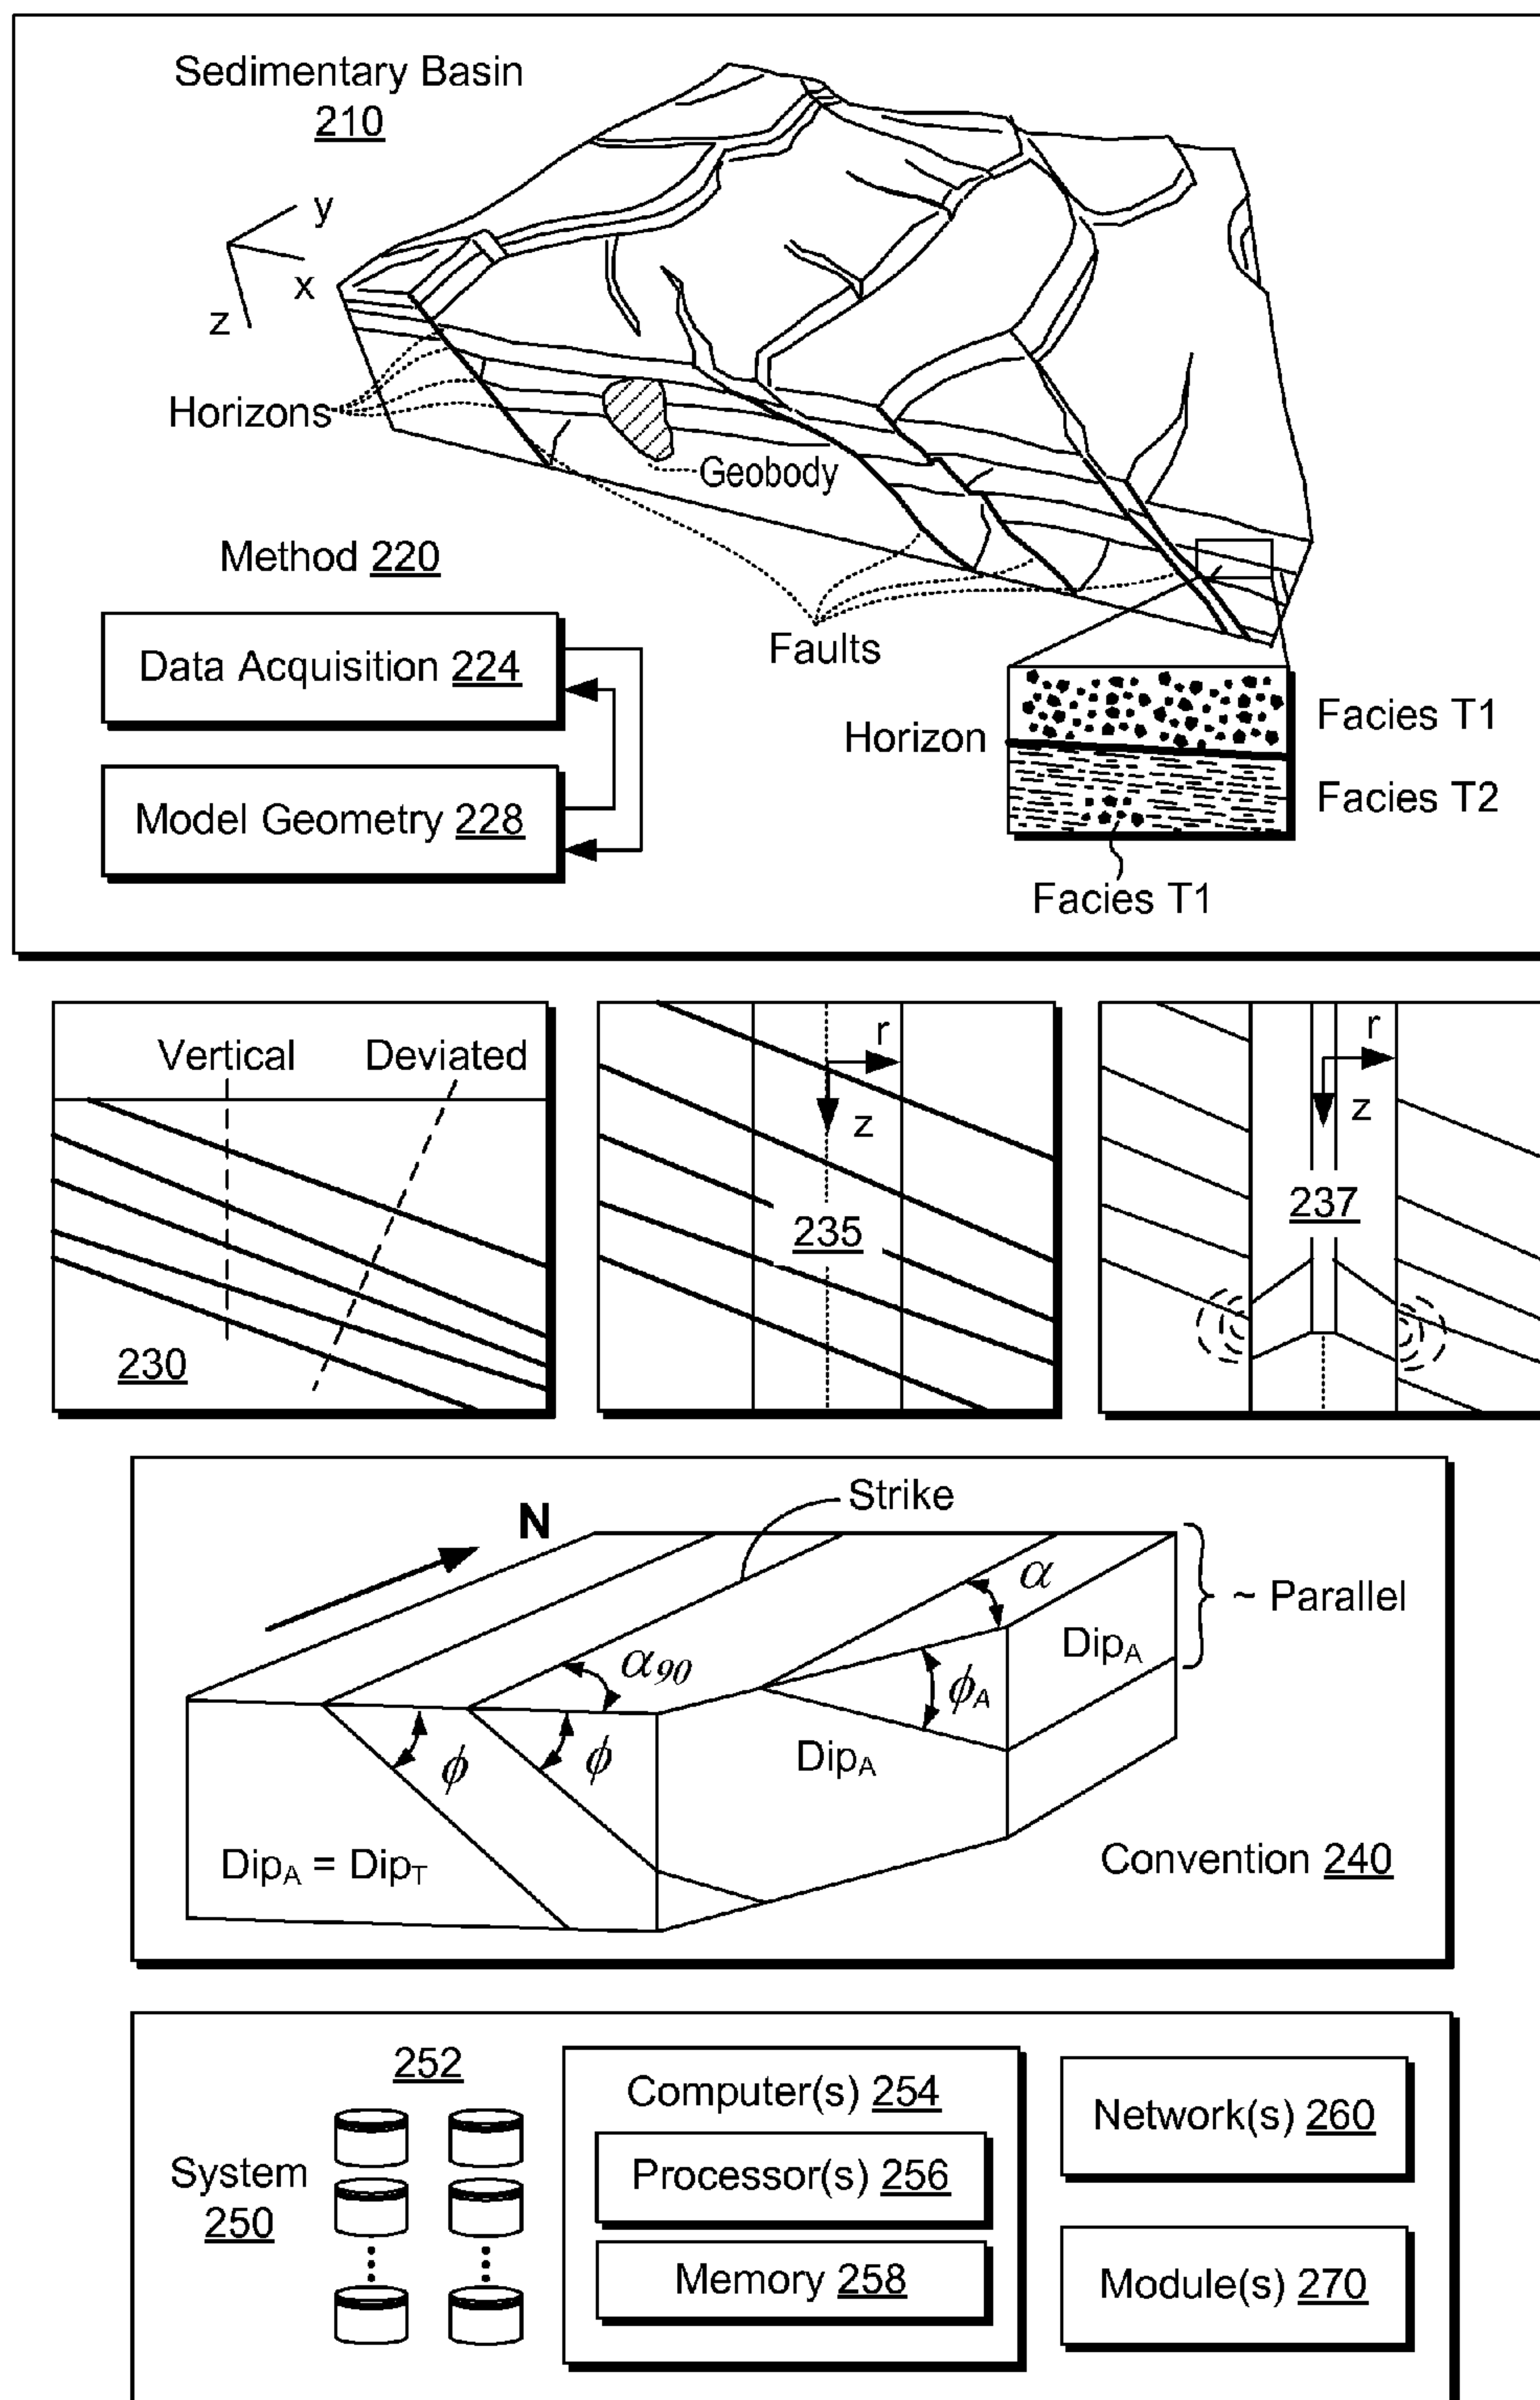 Sedimentary Basin
210
y
x
z
Horizons
Geobody
Method 220
Faults
Data Acquisition 224
Model Geometry 228
Horizon
Facies T1
Facies T2
Facies T1
Vertical
Deviated
230
r
z
235
r
z
237
Strike
N
α
~ Parallel
DipA
α90
ϕA
ϕ
ϕ
DipA
DipA = DipT
Convention 240
252
System
250
Computer(s) 254
Processor(s) 256
Memory 258
Network(s) 260
Module(s) 270